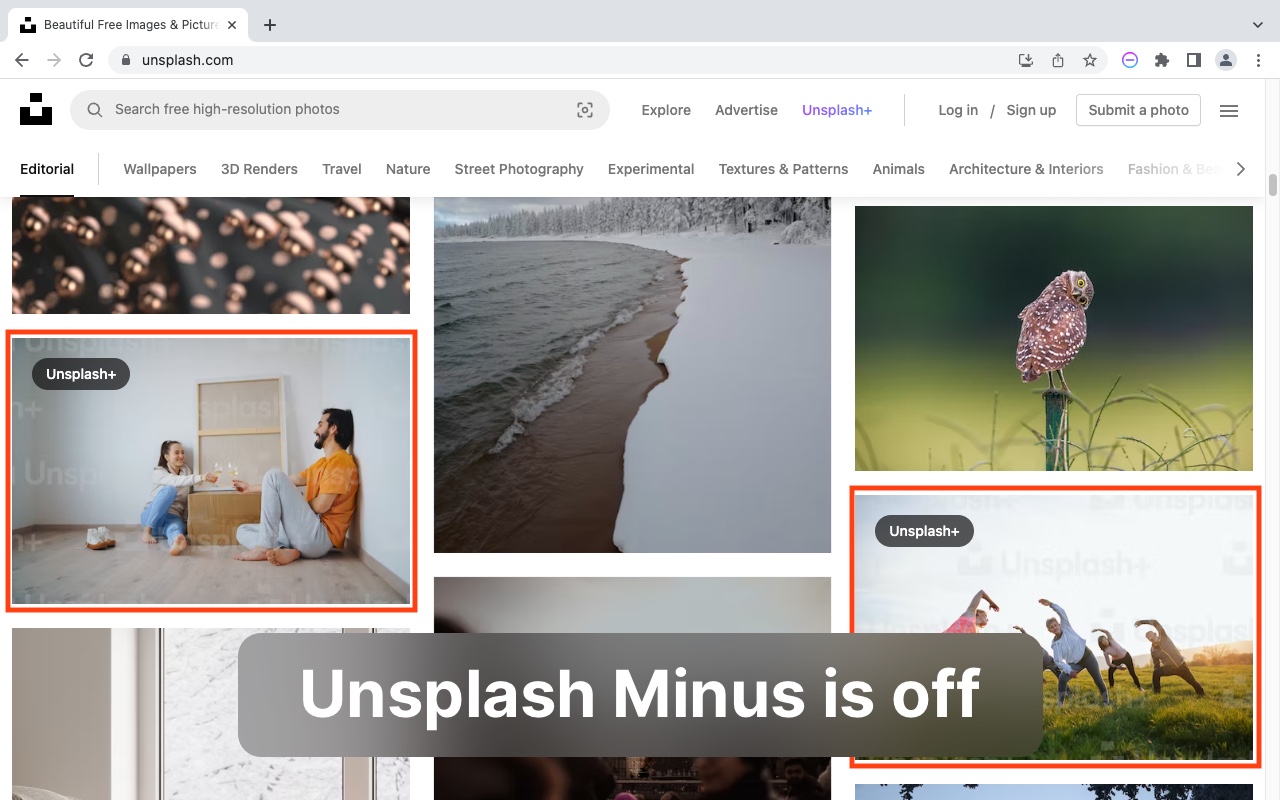 Beautiful Free Images & Picture
unsplash.com
Search free high-resolution photos
Explore
Advertise
Unsplash+
Log in / Sign up
Submit a photo
Editorial
Wallpapers
3D Renders
Travel
Nature
Street Photography
Experimental
Textures & Patterns
Animals
Architecture & Interiors
Fashion & Bea
Unsplash+
Unsplash+
Unsplash+
Unsplash Minus is off